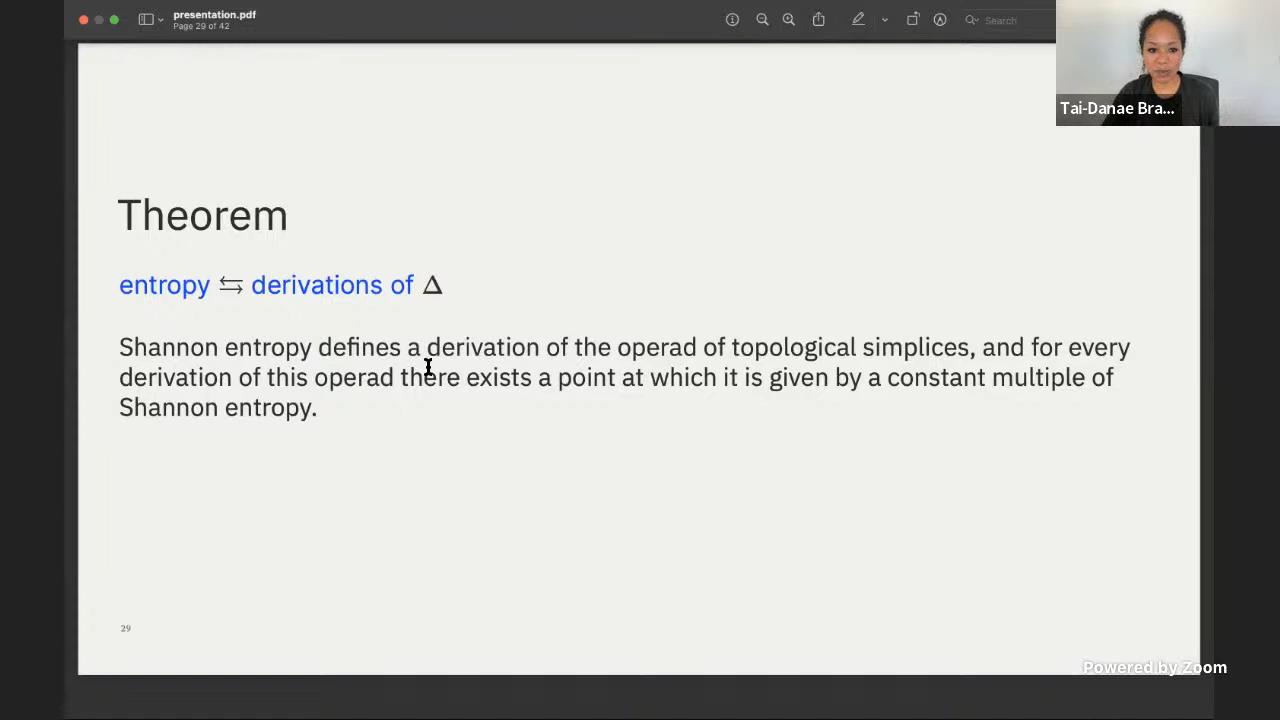 presentation.pdf
Page 29 of 42
Search
Tai-Danae Bra...
Theorem
entropy ⇆ derivations of Δ
Shannon entropy defines a derivation of the operad of topological simplices, and for every
derivation of this operad there exists a point at which it is given by a constant multiple of
Shannon entropy.
29
Powered by Zoom